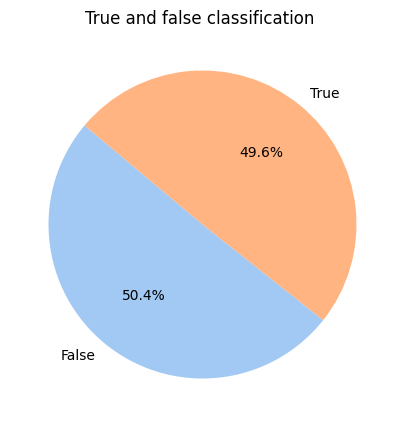 True and false classification
True
49.6%
50.4%
False